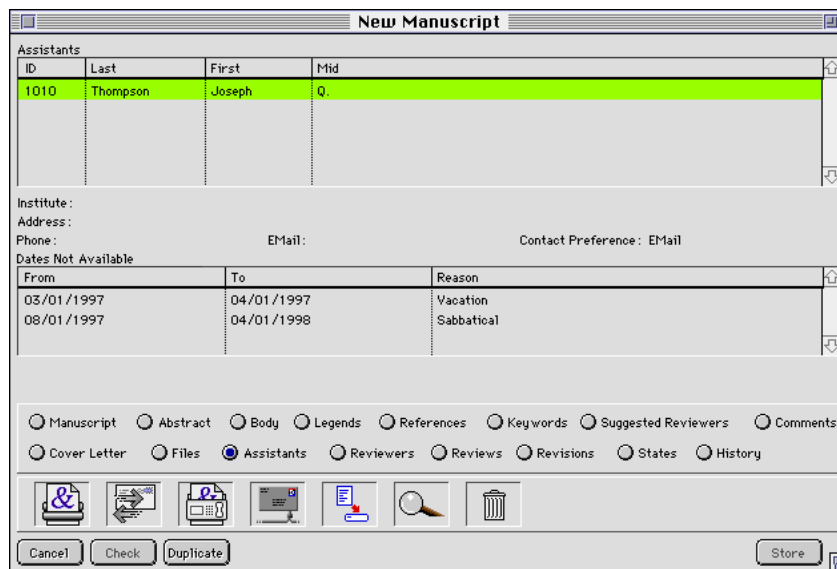 New Manuscript
Assistants
ID Last First Mid
1010 Thompson Joseph Q.
Institute:
Address:
Phone: EMail: Contact Preference: EMail
Dates Not Available
From To Reason
03/01/1997 04/01/1997 Vacation
08/01/1997 04/01/1998 Sabbatical
Manuscript Abstract Body Legends References Keywords Suggested Reviewers Comments
Cover Letter Files Assistants Reviewers Reviews Revisions States History
& &
Cancel Check Duplicate Store